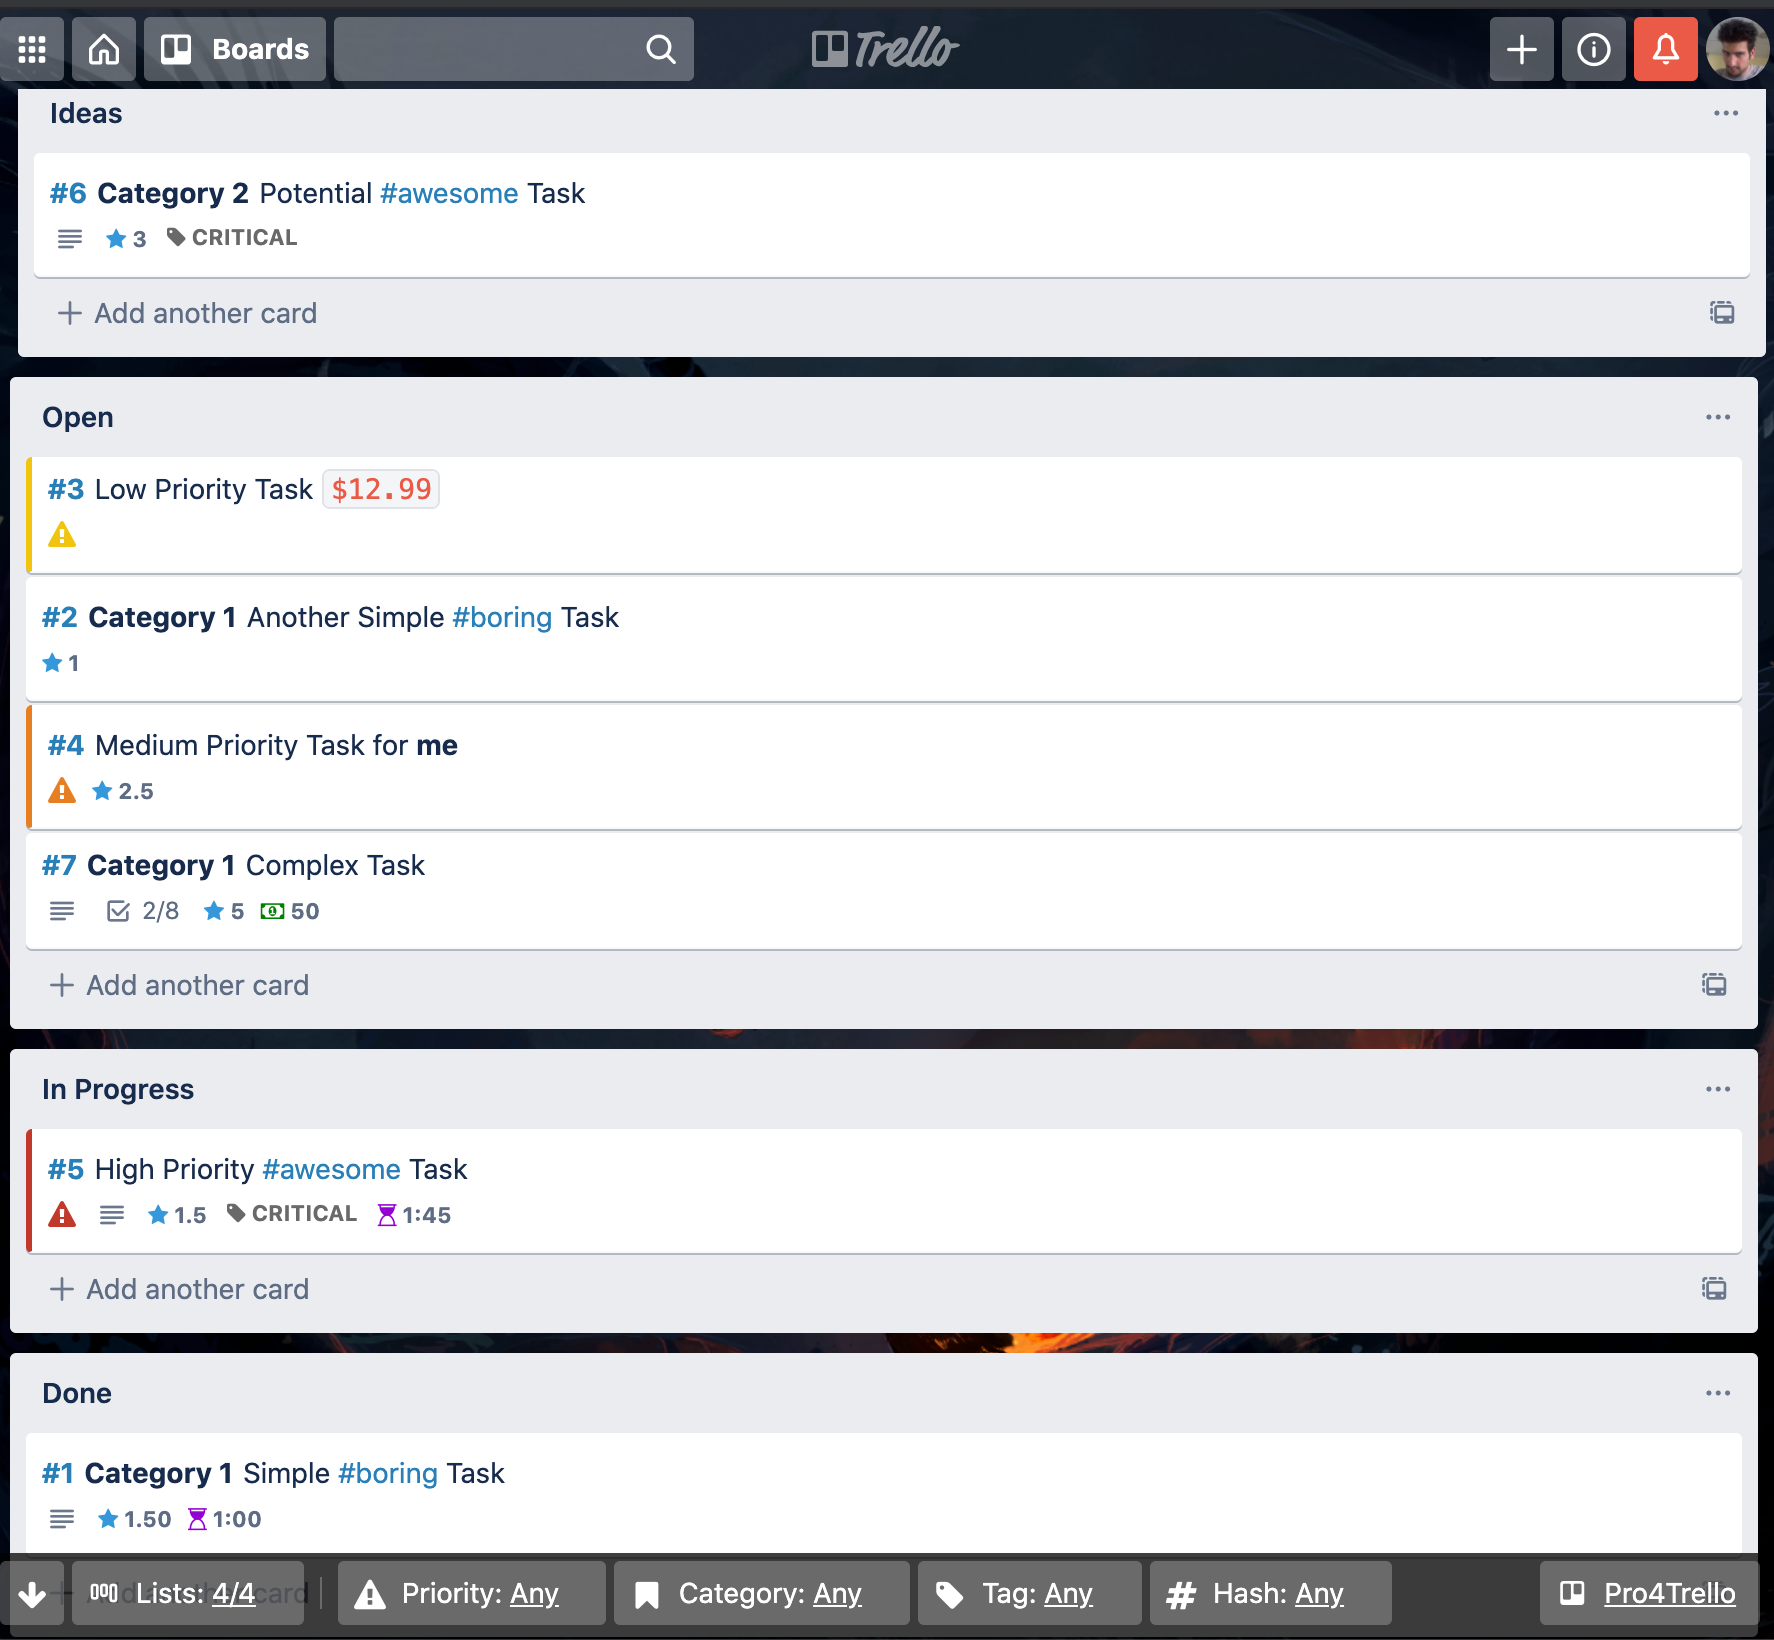 Boards
Trello
Ideas
#6 Category 2 Potential #awesome Task
3 CRITICAL
Add another card
Open
#3 Low Priority Task $12.99
#2 Category 1 Another Simple #boring Task
1
#4 Medium Priority Task for me
2.5
#7 Category 1 Complex Task
2/8 5 50
Add another card
In Progress
#5 High Priority #awesome Task
1.5 CRITICAL 1:45
Add another card
Done
#1 Category 1 Simple #boring Task
1.50 1:00
Add another card
Lists: 4/4 Priority: Any Category: Any Tag: Any # Hash: Any Pro4Trello